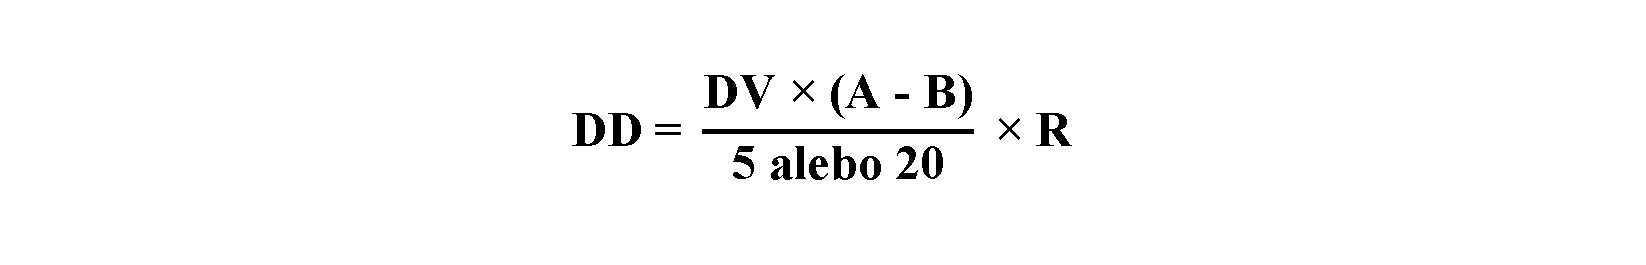 DD = DV × (A - B) / 5 alebo 20 × R